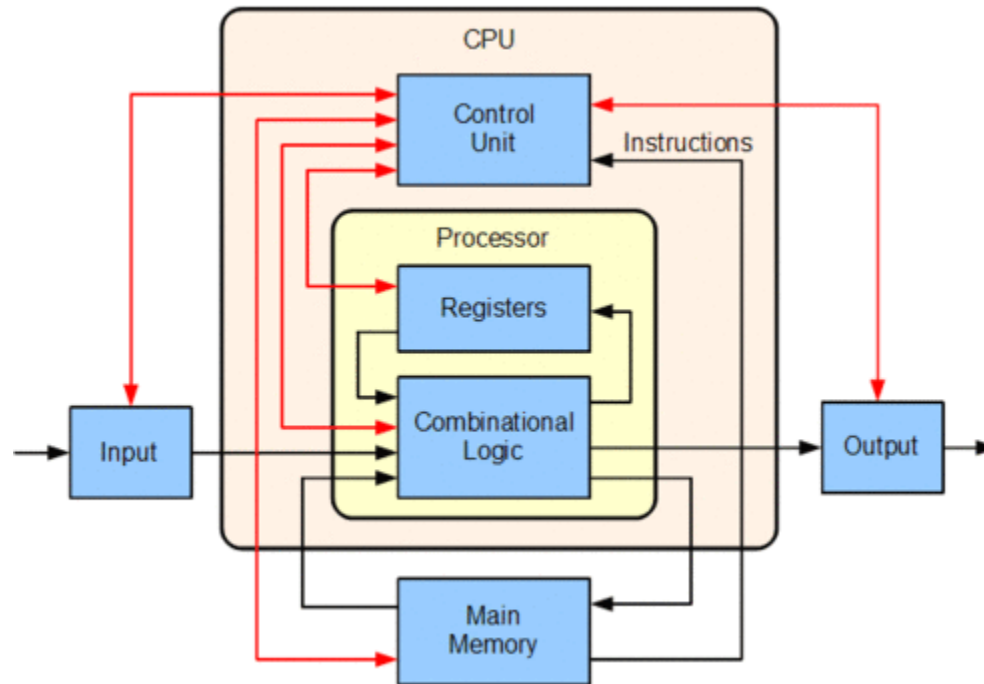 CPU
Control
Unit
Instructions
Processor
Registers
Combinational
Logic
Input
Output
Main
Memory